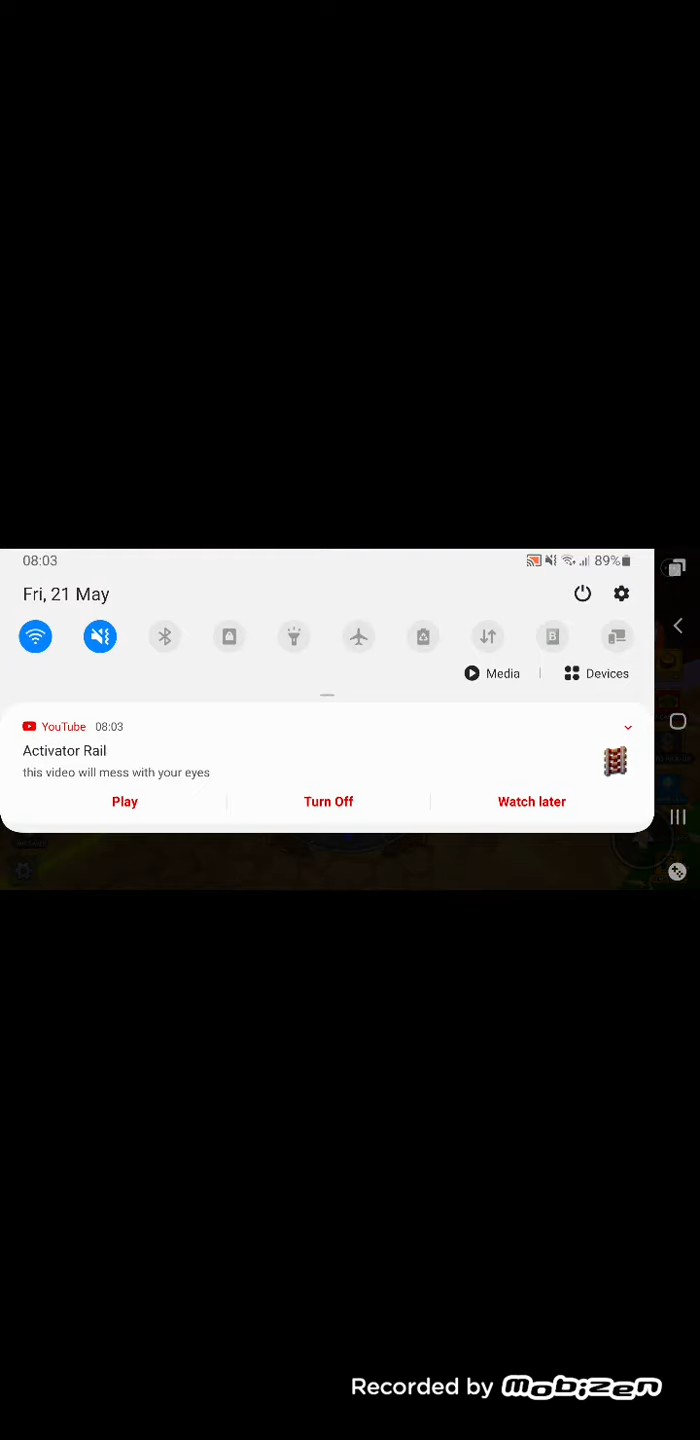 08:03
89%
Fri, 21 May
Media
Devices
YouTube 08:03
Activator Rail
this video will mess with your eyes
Play
Turn Off
Watch later
Recorded by Mobizen